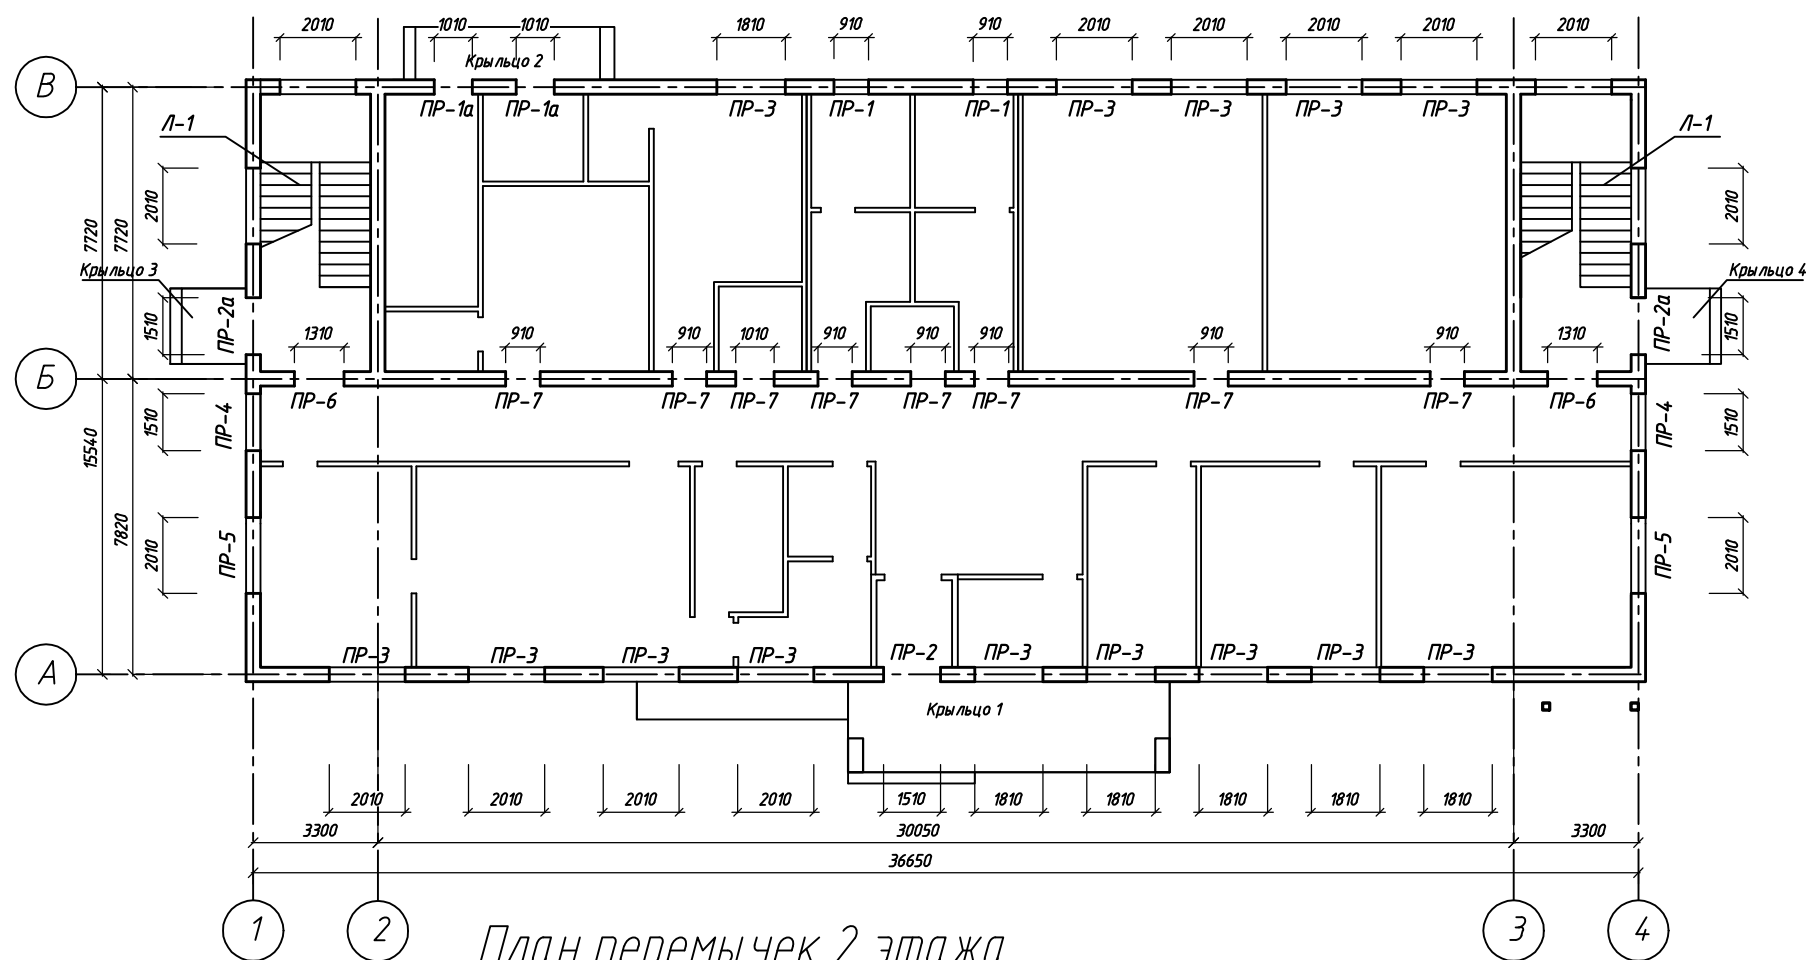 2010 1010 1010 1810 910 910 2010 2010 2010 2010 2010
Крыльцо 2
В
ПР-1а ПР-1а ПР-3 ПР-1 ПР-1 ПР-3 ПР-3 ПР-3 ПР-3
Л-1 Л-1
2010 2010
7720 7720
Крыльцо 3 Крыльцо 4
1510 ПР-2а ПР-2а 1510
1310 910 910 1010 910 910 910 910 910 1310
Б
ПР-6 ПР-7 ПР-7 ПР-7 ПР-7 ПР-7 ПР-7 ПР-7 ПР-7 ПР-6
1510 ПР-4 ПР-4 1510
15540
7820
2010 ПР-5 ПР-5 2010
ПР-3 ПР-3 ПР-3 ПР-3 ПР-2 ПР-3 ПР-3 ПР-3 ПР-3 ПР-3
А
Крыльцо 1
2010 2010 2010 2010 1510 1810 1810 1810 1810 1810
3300 30050 3300
36650
1 2 3 4
План перемычек 2 этажа